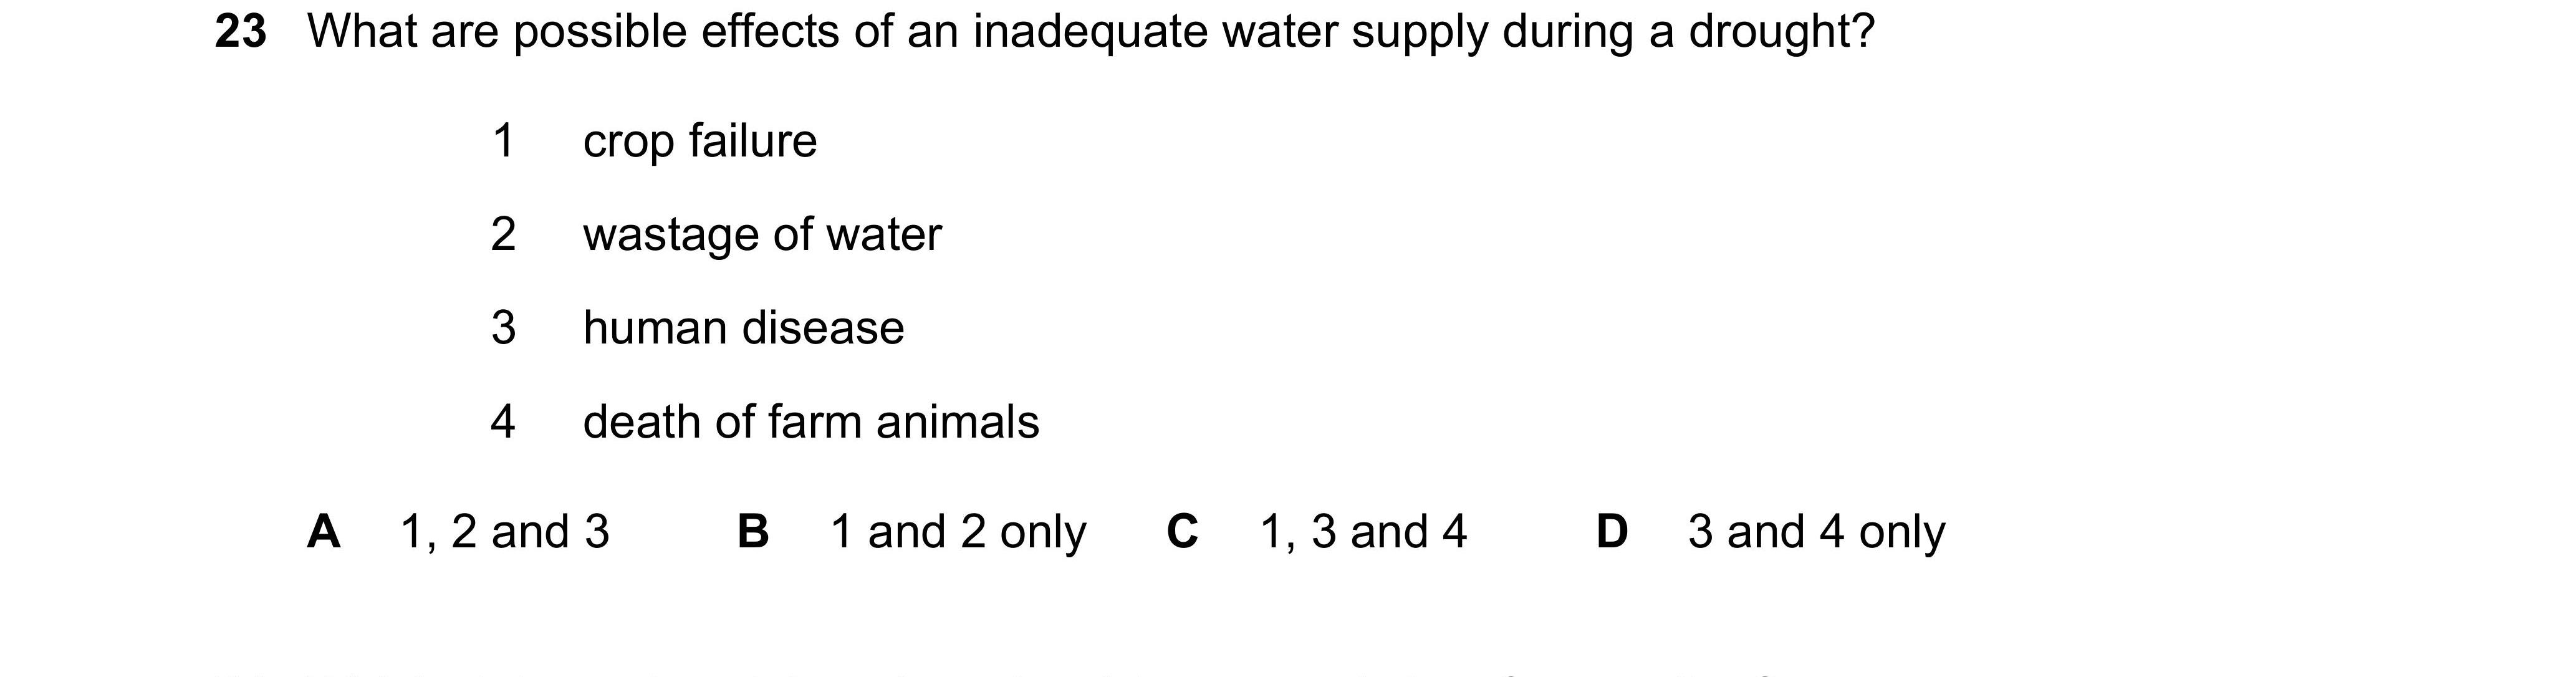 23 What are possible effects of an inadequate water supply during a drought?
1 crop failure
2 wastage of water
3 human disease
4 death of farm animals
A 1, 2 and 3 B 1 and 2 only C 1, 3 and 4 D 3 and 4 only